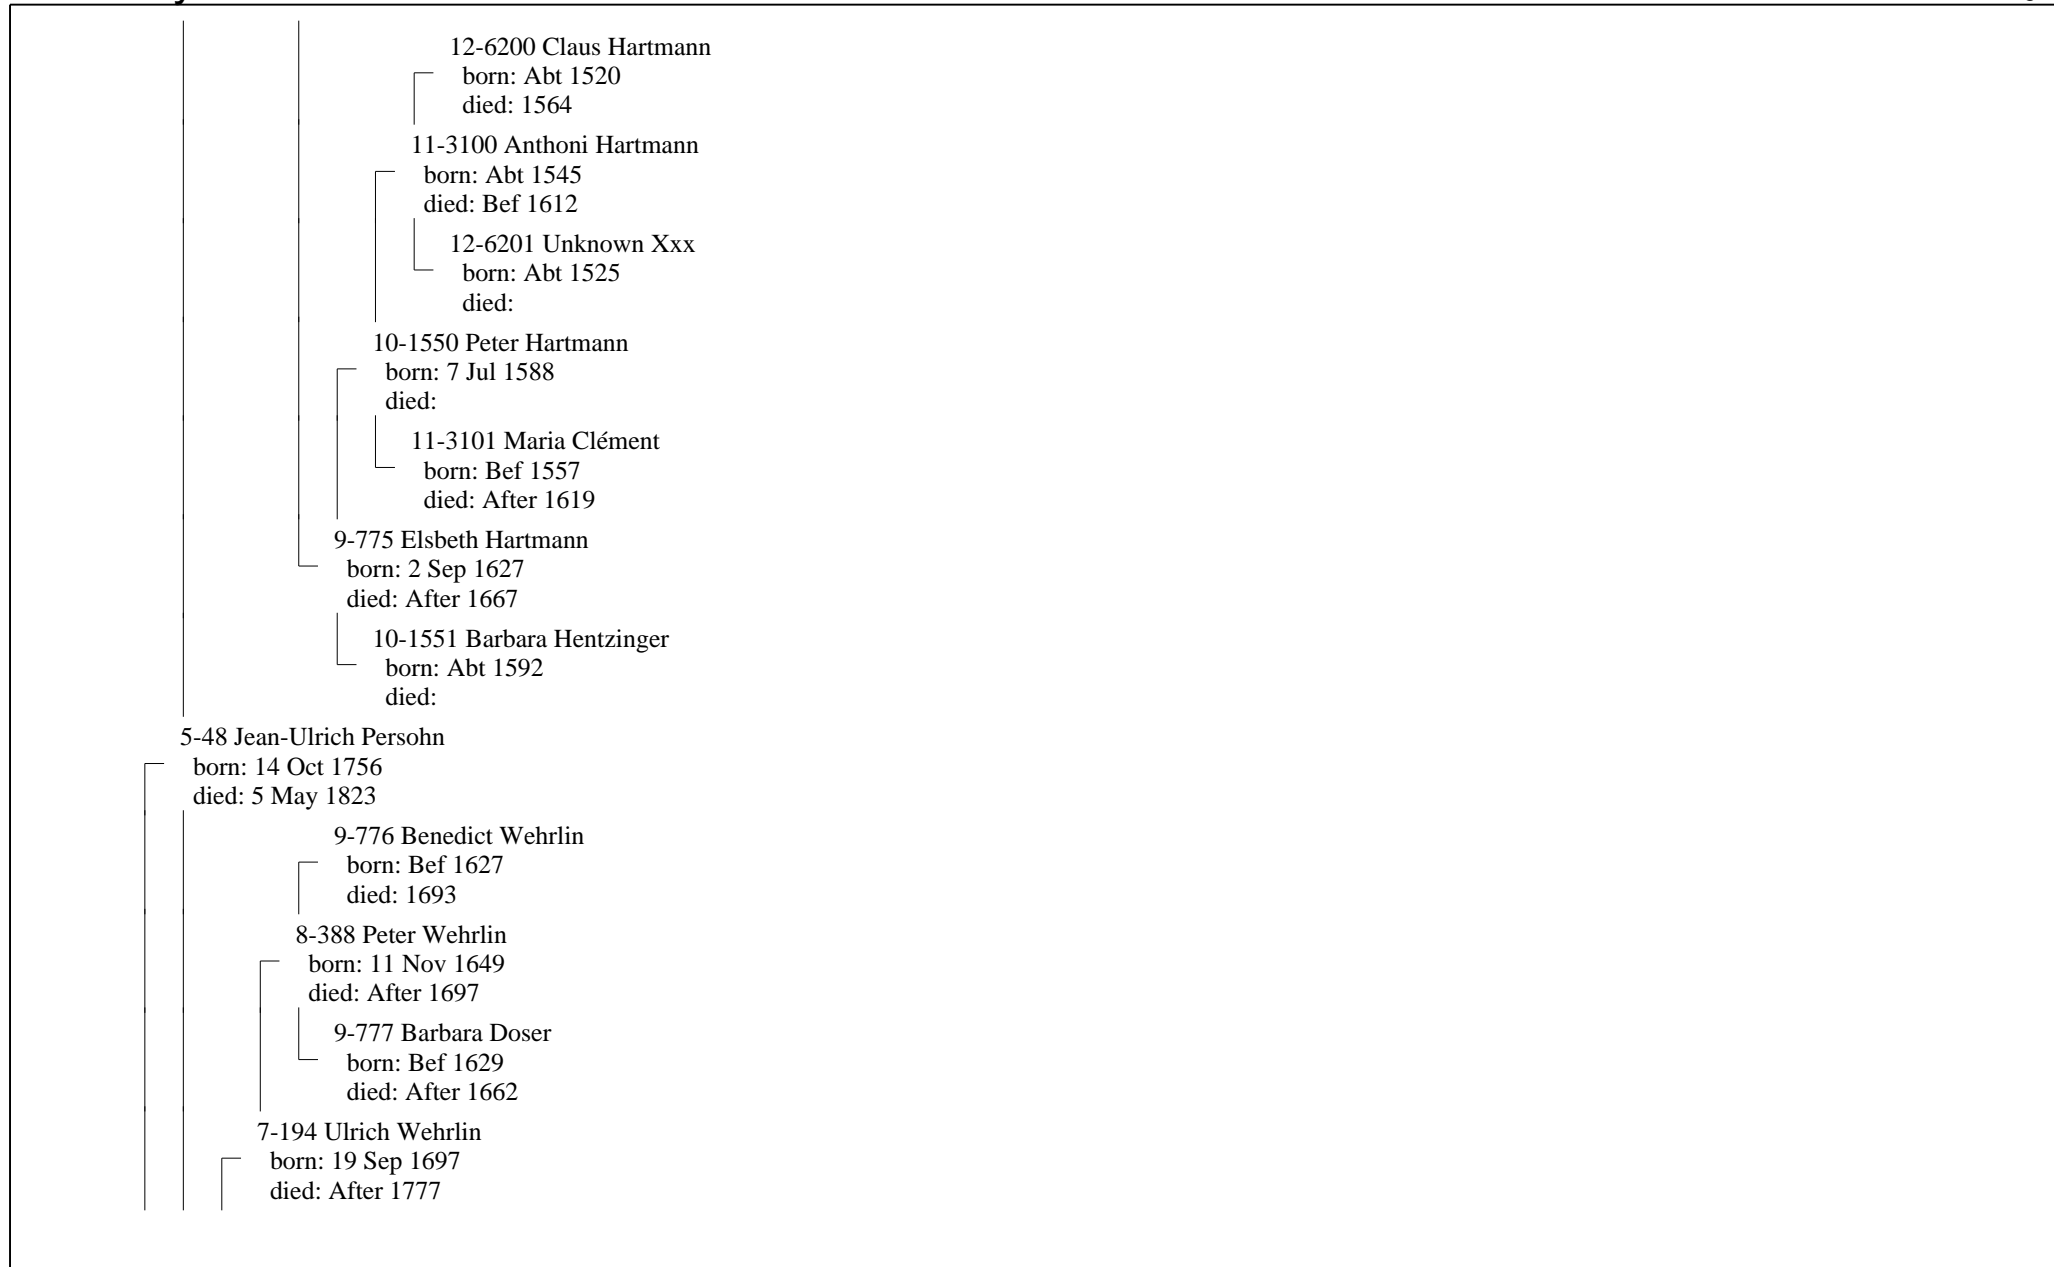 12-6200 Claus Hartmann
born: Abt 1520
died: 1564
11-3100 Anthoni Hartmann
born: Abt 1545
died: Bef 1612
12-6201 Unknown Xxx
born: Abt 1525
died:
10-1550 Peter Hartmann
born: 7 Jul 1588
died:
11-3101 Maria Clément
born: Bef 1557
died: After 1619
9-775 Elsbeth Hartmann
born: 2 Sep 1627
died: After 1667
10-1551 Barbara Hentzinger
born: Abt 1592
died:
5-48 Jean-Ulrich Persohn
born: 14 Oct 1756
died: 5 May 1823
9-776 Benedict Wehrlin
born: Bef 1627
died: 1693
8-388 Peter Wehrlin
born: 11 Nov 1649
died: After 1697
9-777 Barbara Doser
born: Bef 1629
died: After 1662
7-194 Ulrich Wehrlin
born: 19 Sep 1697
died: After 1777